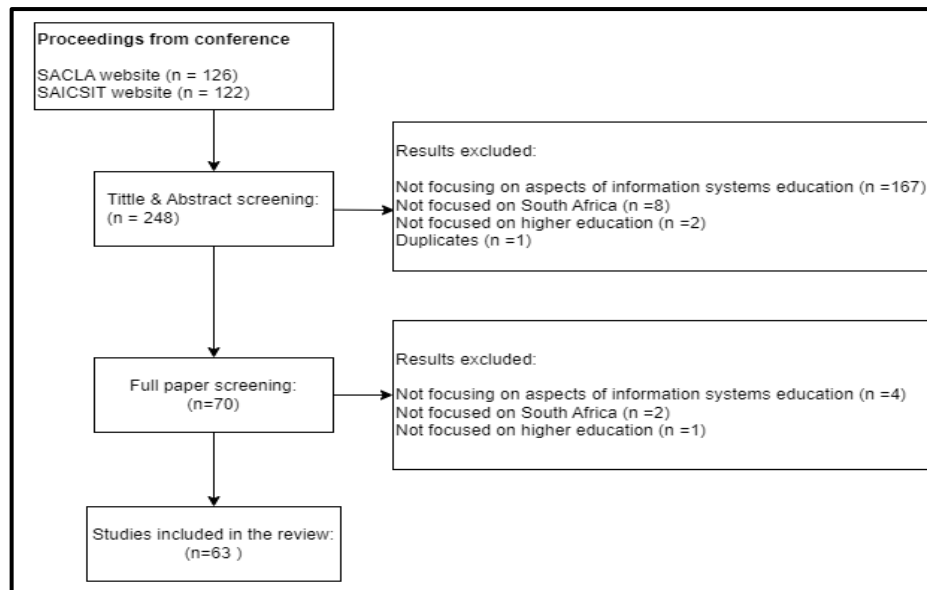 Proceedings from conference
SACLA website (n = 126)
SAICSIT website (n = 122)
Tittle & Abstract screening:
(n = 248)
Results excluded:
Not focusing on aspects of information systems education (n =167)
Not focused on South Africa (n =8)
Not focused on higher education (n =2)
Duplicates (n =1)
Full paper screening:
(n=70)
Results excluded:
Not focusing on aspects of information systems education (n =4)
Not focused on South Africa (n =2)
Not focused on higher education (n =1)
Studies included in the review:
(n=63 )